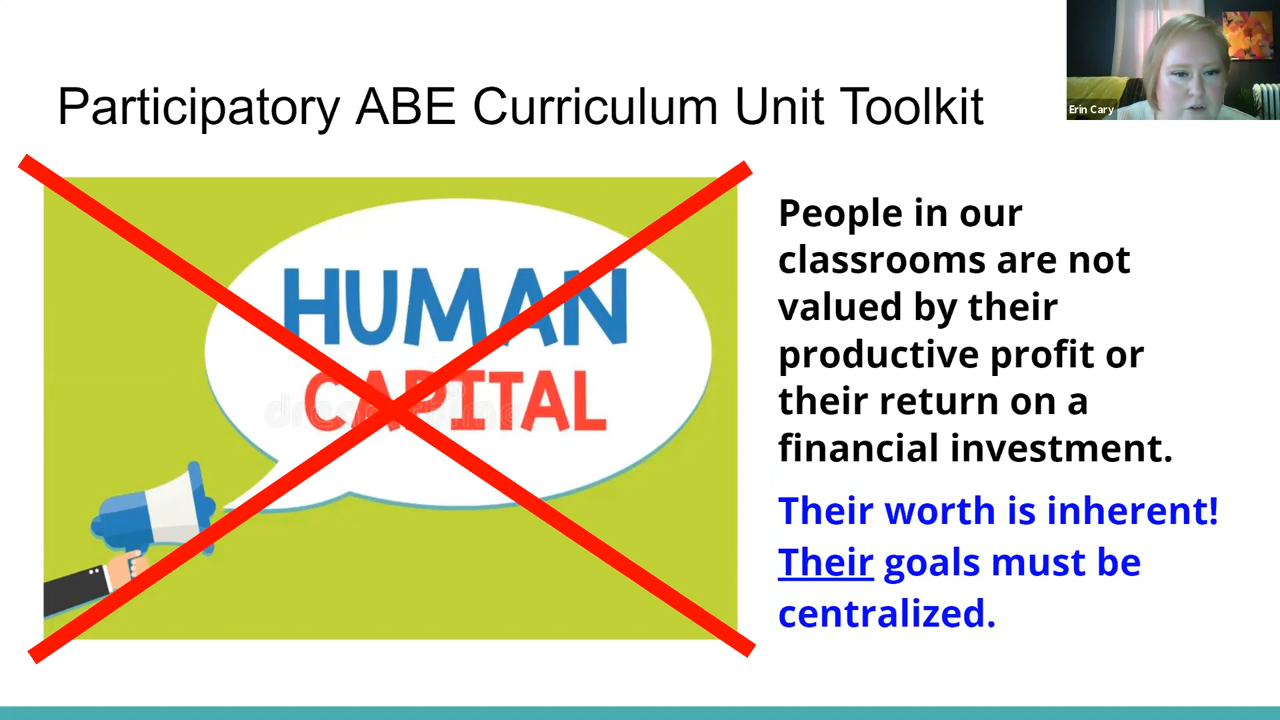 Participatory ABE Curriculum Unit Toolkit
Erin Cary
HUMAN
CAPITAL
People in our
classrooms are not
valued by their
productive profit or
their return on a
financial investment.
Their worth is inherent!
Their goals must be
centralized.